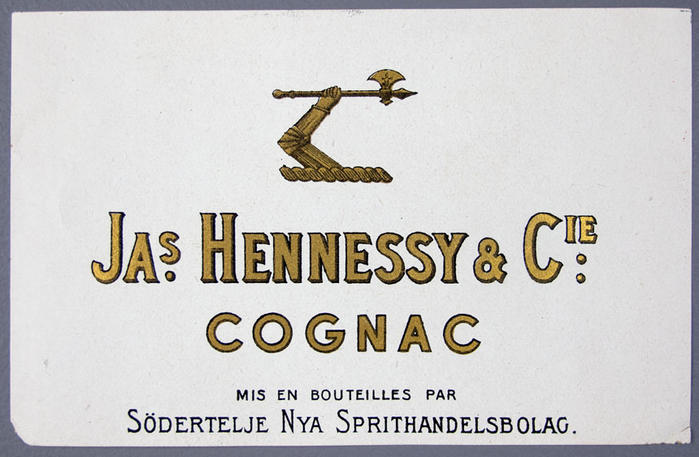 JAS. HENNESSY & CIE:
COGNAC
MIS EN BOUTEILLES PAR
SÖDERTELJE NYA SPRITHANDELSBOLAG.